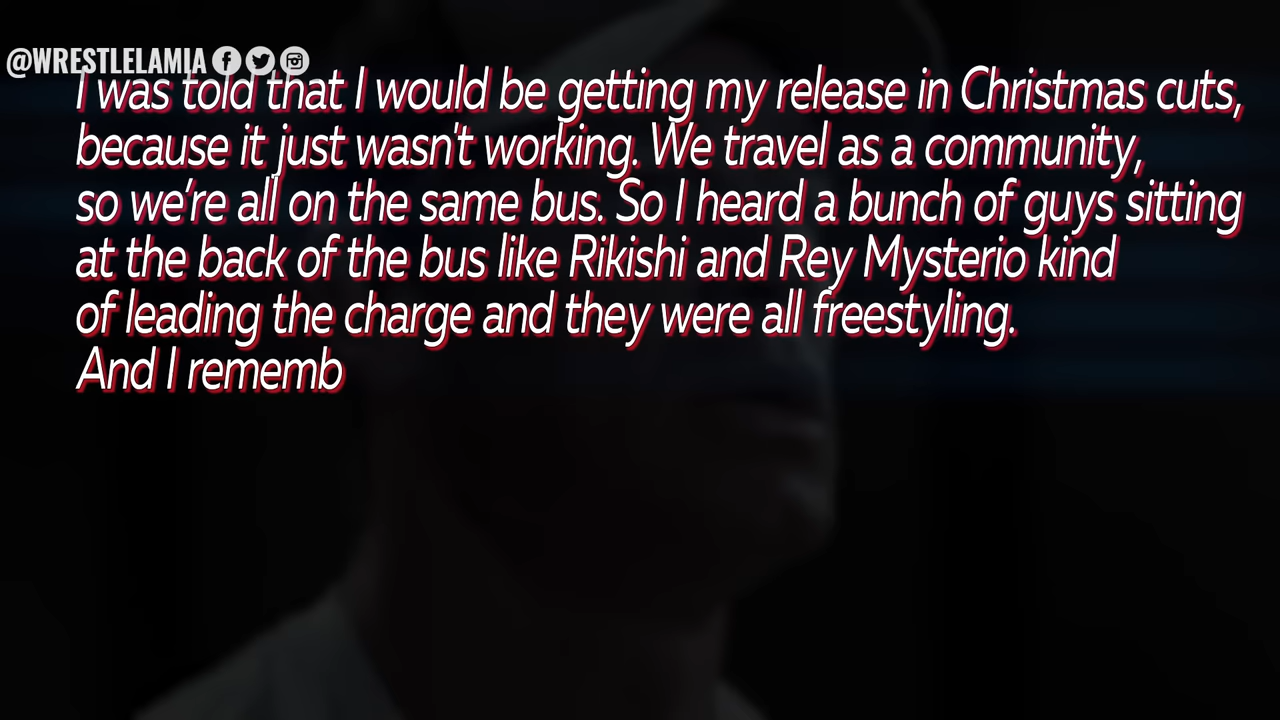 @WRESTLELAMIA
I was told that I would be getting my release in Christmas cuts,
because it just wasn't working. We travel as a community,
so we’re all on the same bus. So I heard a bunch of guys sitting
at the back of the bus like Rikishi and Rey Mysterio kind
of leading the charge and they were all freestyling.
And I rememb